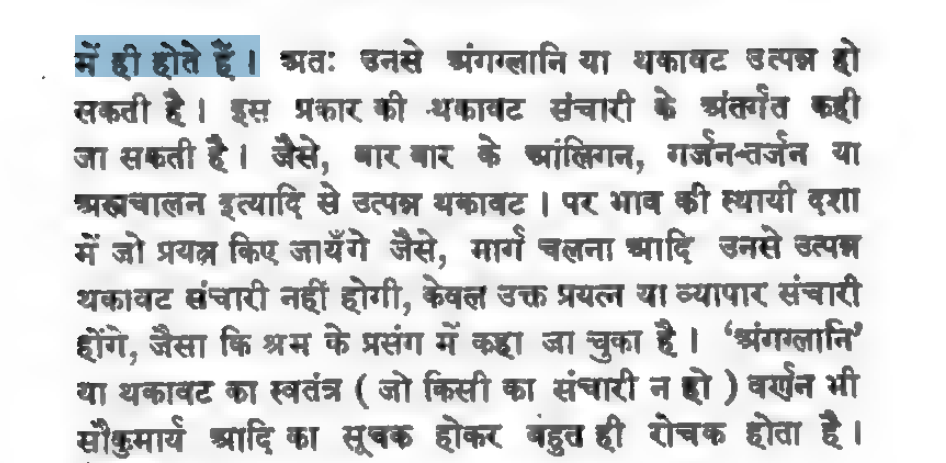 में ही होते हैं । अतः उनसे अंगग्लानि या थकावट उत्पन्न हो
सकती है । इस प्रकार की थकावट संचारी के अंतर्गत कही
जा सकती है । जैसे, बार बार के आलिंगन, गर्जन-तर्जन या
अस्त्रचालन इत्यादि से उत्पन्न थकावट । पर भाव की स्थायी दशा
में जो प्रयत्न किए जायँगे जैसे, मार्ग चलना आदि उनसे उत्पन्न
थकावट संचारी नहीं होगी, केवल उक्त प्रयत्न या व्यापार संचारी
होंगे, जैसा कि श्रम के प्रसंग में कहा जा चुका है । 'अंगग्लानि'
या थकावट का स्वतंत्र ( जो किसी का संचारी न हो ) वर्णन भी
सौकुमार्य आदि का सूचक होकर बहुत ही रोचक होता है ।